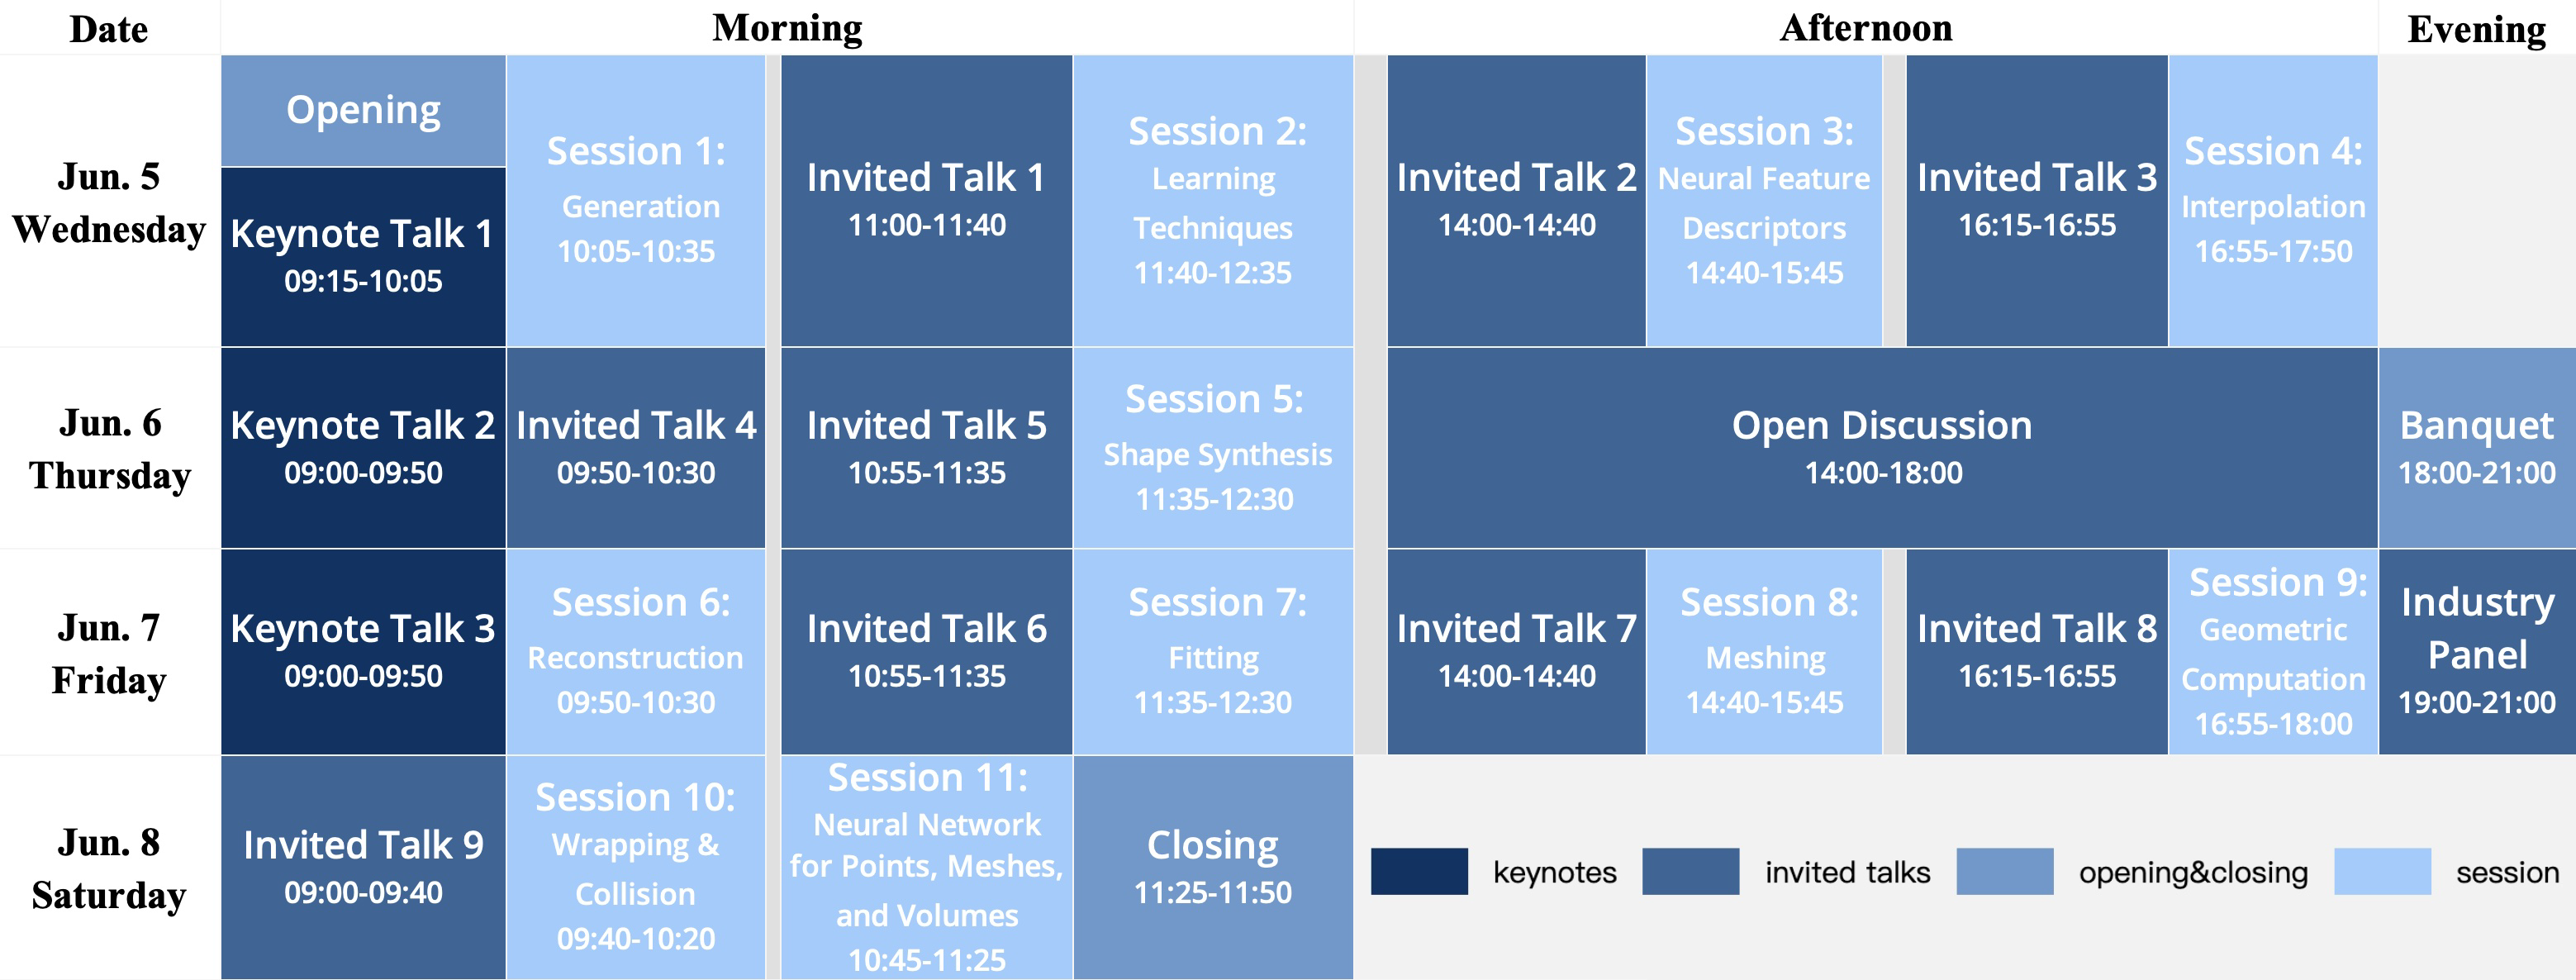 Date
Morning
Afternoon
Evening
Jun. 5
Wednesday
Opening
Keynote Talk 1
09:15-10:05
Session 1:
Generation
10:05-10:35
Invited Talk 1
11:00-11:40
Session 2:
Learning
Techniques
11:40-12:35
Invited Talk 2
14:00-14:40
Session 3:
Neural Feature
Descriptors
14:40-15:45
Invited Talk 3
16:15-16:55
Session 4:
Interpolation
16:55-17:50
Jun. 6
Thursday
Keynote Talk 2
09:00-09:50
Invited Talk 4
09:50-10:30
Invited Talk 5
10:55-11:35
Session 5:
Shape Synthesis
11:35-12:30
Open Discussion
14:00-18:00
Banquet
18:00-21:00
Jun. 7
Friday
Keynote Talk 3
09:00-09:50
Session 6:
Reconstruction
09:50-10:30
Invited Talk 6
10:55-11:35
Session 7:
Fitting
11:35-12:30
Invited Talk 7
14:00-14:40
Session 8:
Meshing
14:40-15:45
Invited Talk 8
16:15-16:55
Session 9:
Geometric
Computation
16:55-18:00
Industry
Panel
19:00-21:00
Jun. 8
Saturday
Invited Talk 9
09:00-09:40
Session 10:
Wrapping &
Collision
09:40-10:20
Session 11:
Neural Network
for Points, Meshes,
and Volumes
10:45-11:25
Closing
11:25-11:50
keynotes
invited talks
opening&closing
session